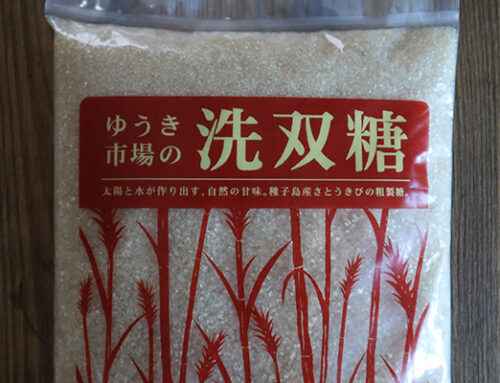 ゆうき
市場の
洗双糖
太陽と水が作り出す、自然の甘味。種子島産さとうきびの粗製糖。